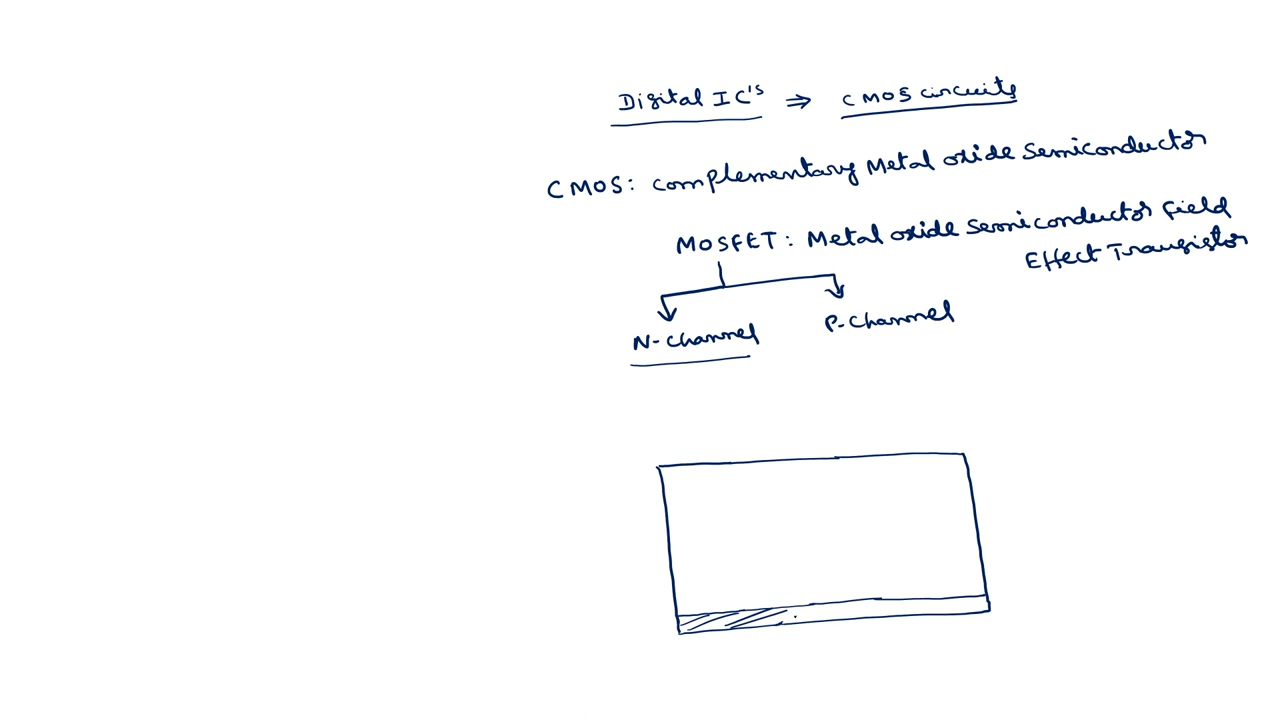 Digital IC's ⇒ CMOS circuits
CMOS: Complementary Metal oxide Semiconductor
MOSFET: Metal oxide Semiconductor Field
Effect Transistor
N-channel P-channel